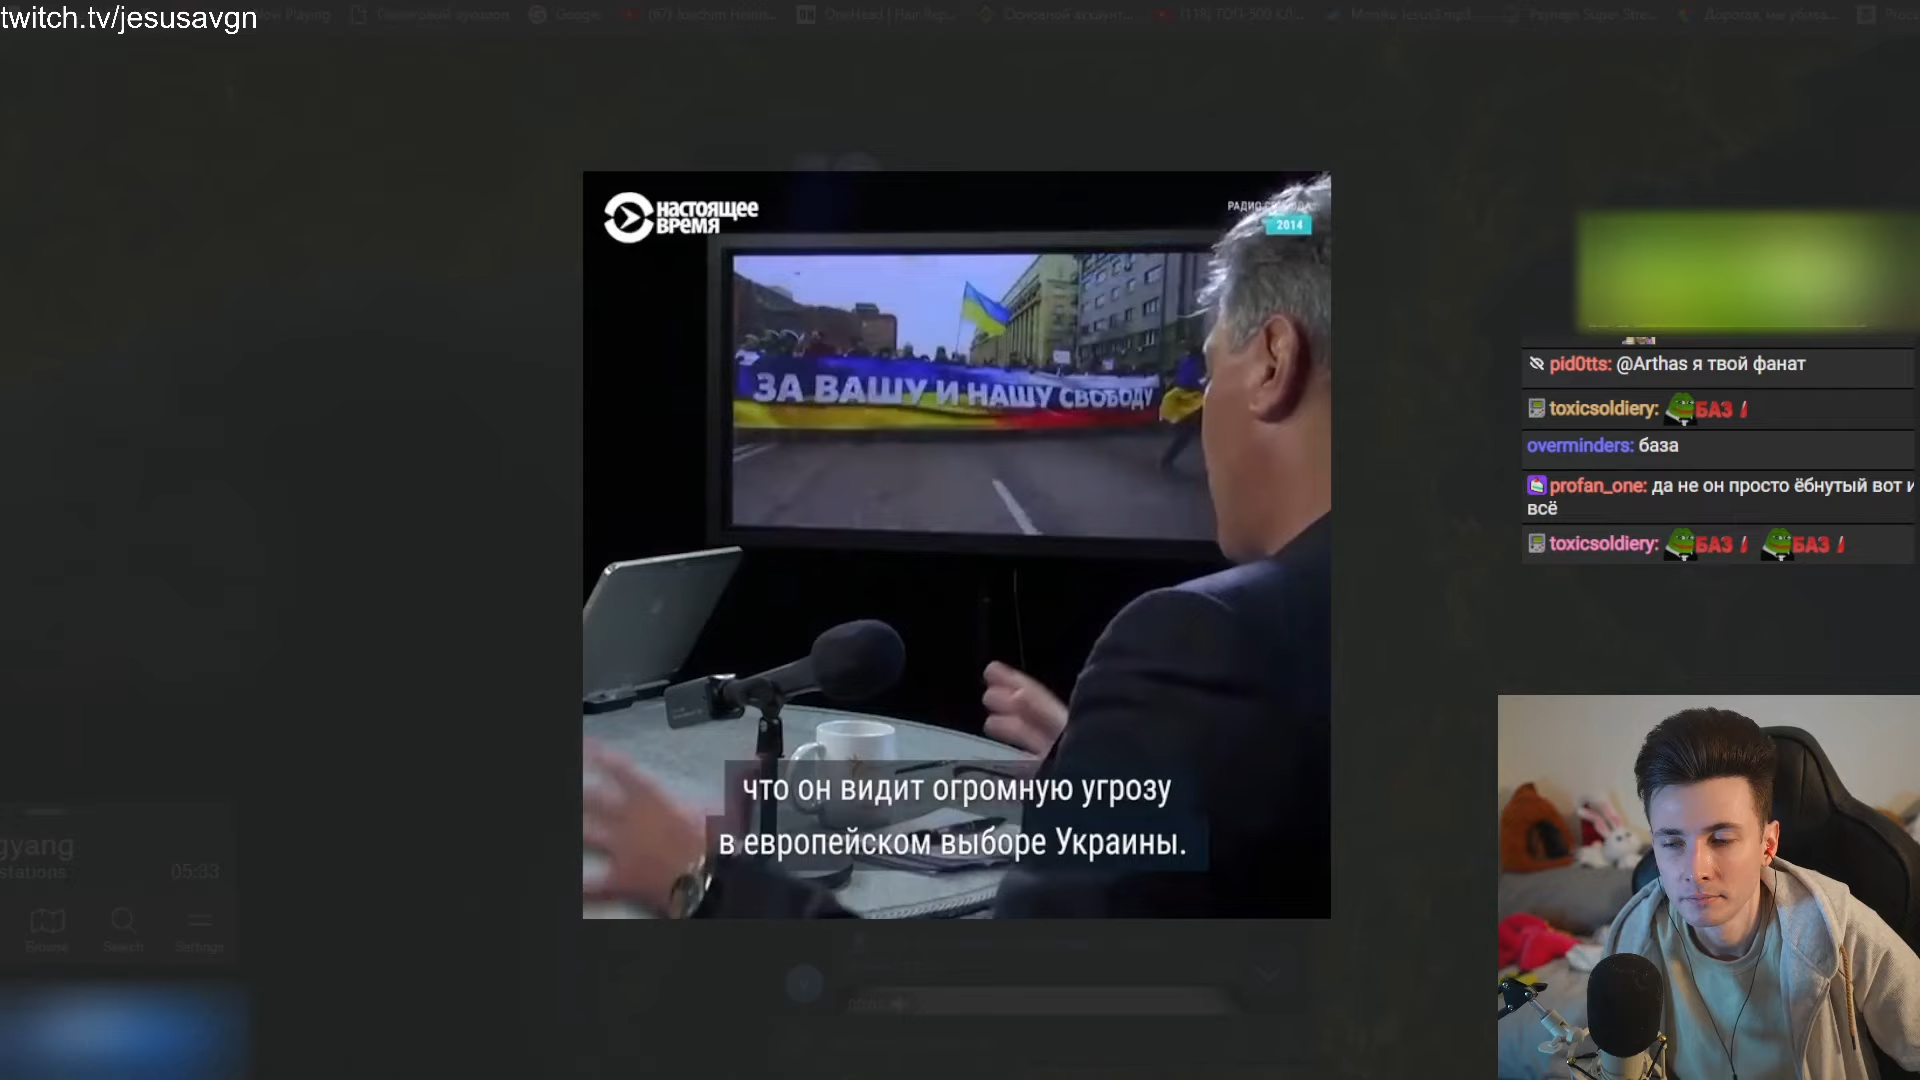 twitch.tv/jesusavgn
Google
НАСТОЯЩЕЕ
ВРЕМЯ
РАДИО
2014
ЗА ВАШУ И НАШУ СВОБОДУ
что он видит огромную угрозу
в европейском выборе Украины.
pid0tts: @Arthas я твой фанат
toxicsoldiery: БАЗ
overminders: база
profan_one: да не он просто ёбнутый вот и
всё
toxicsoldiery: БАЗ БАЗ
gyang
stations
05:33
Browse
Search
Settings